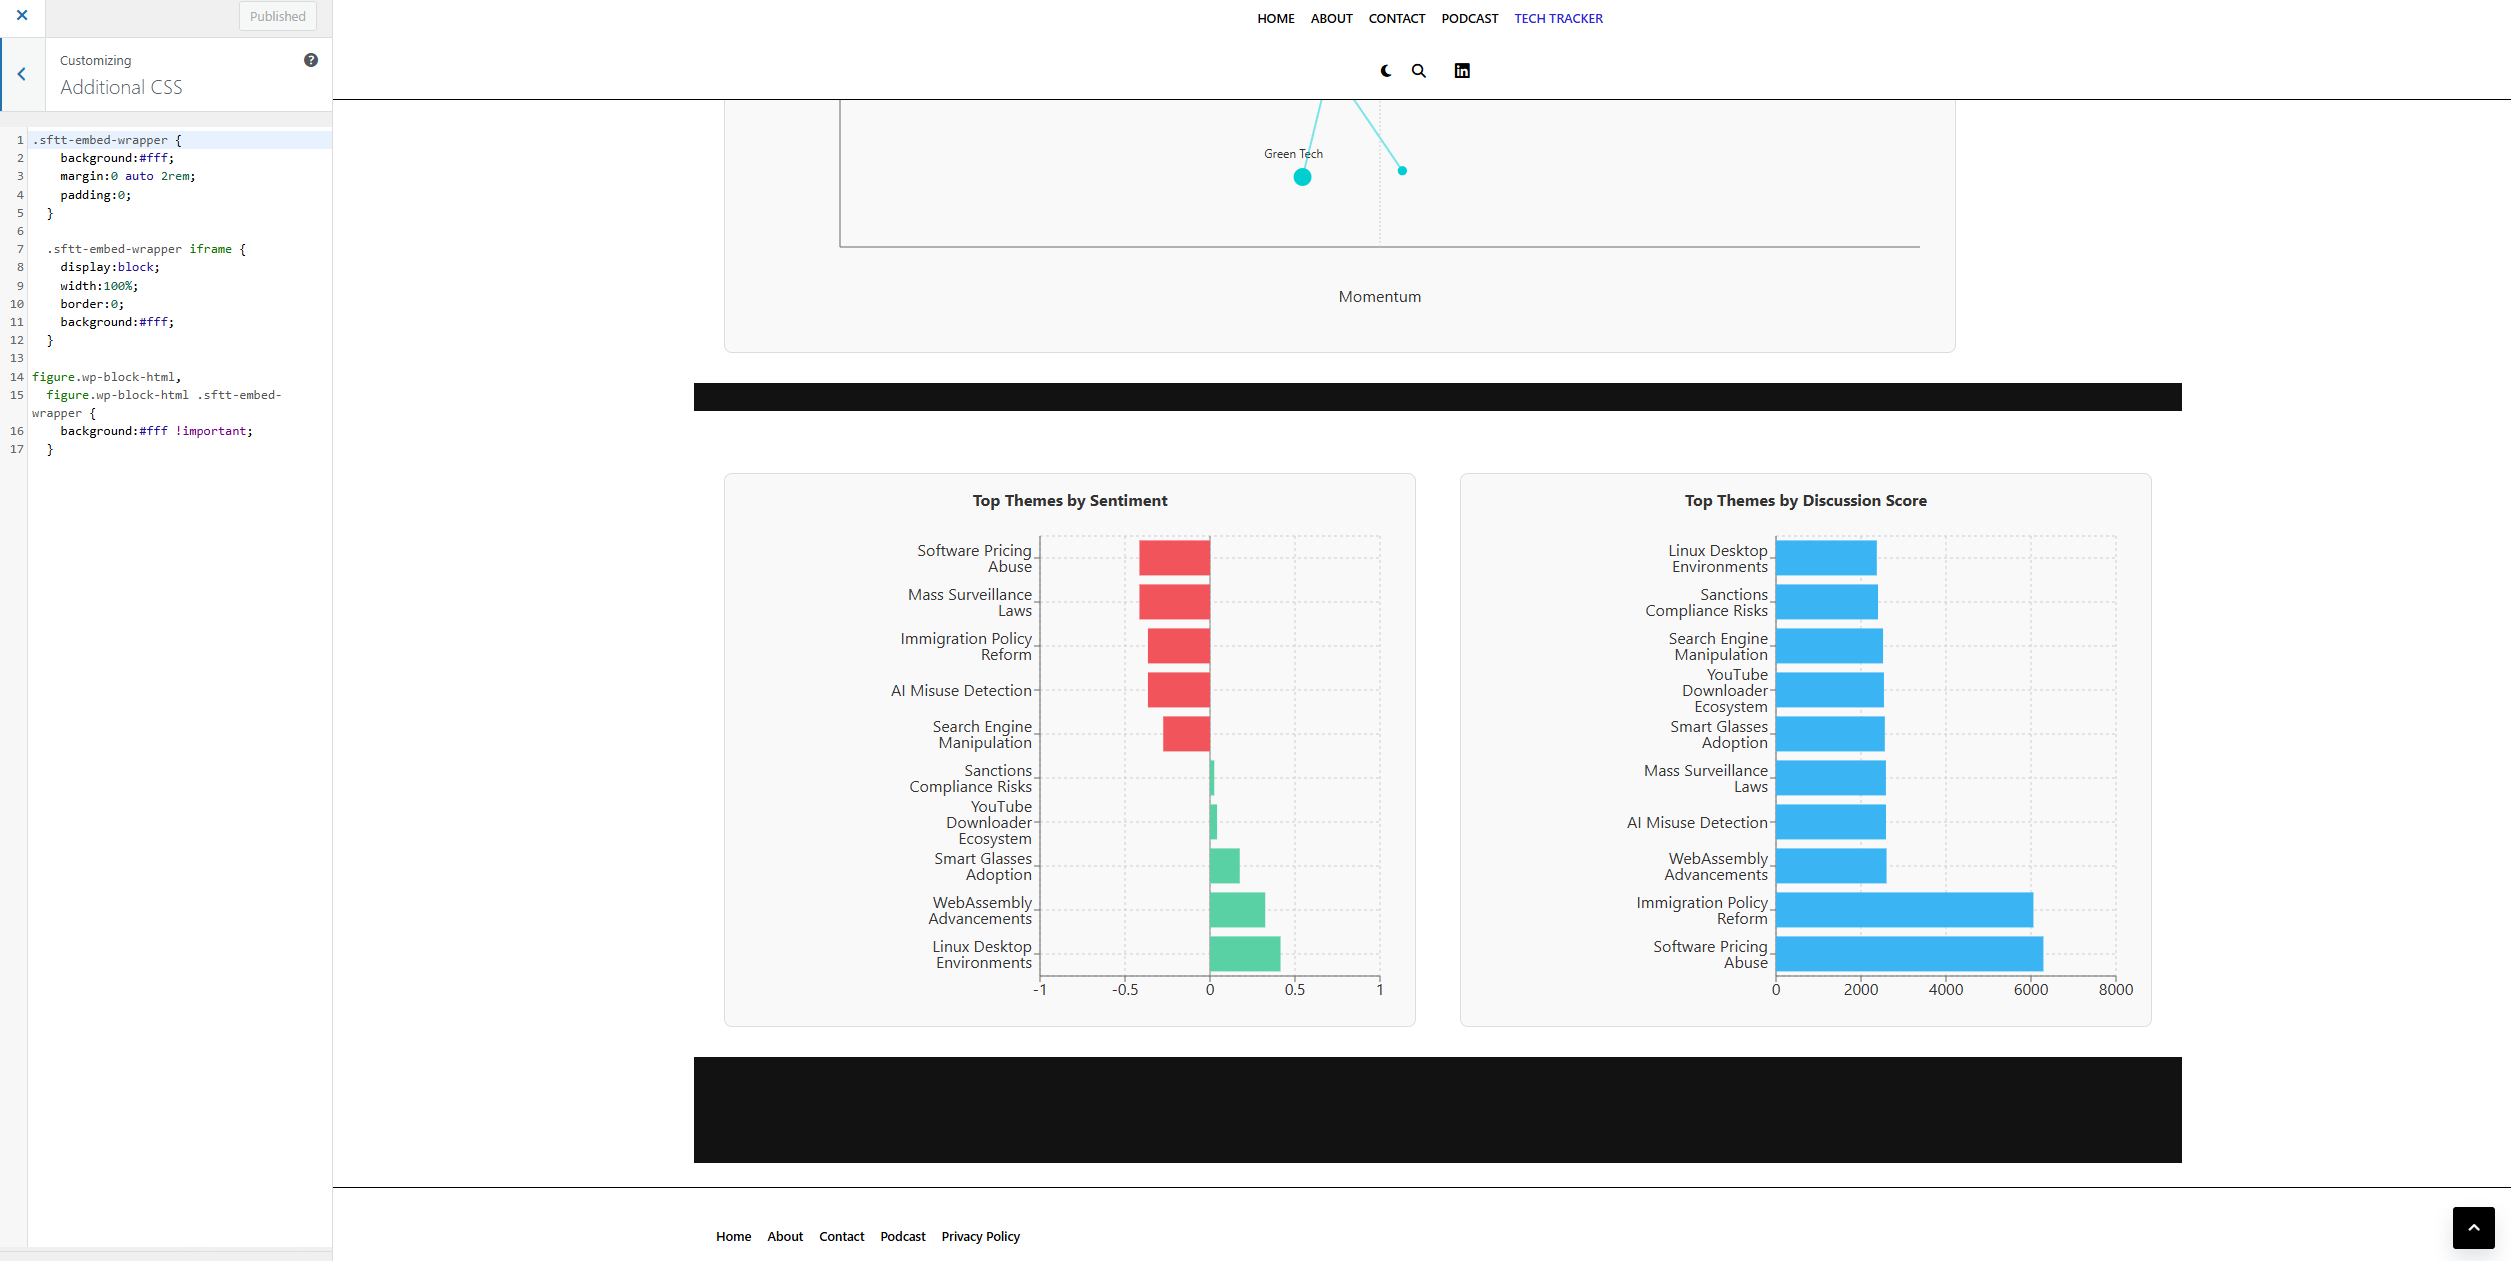 Published
Customizing
Additional CSS
1 .sftt-embed-wrapper {
2 background:#fff;
3 margin:0 auto 2rem;
4 padding:0;
5 }
6
7 .sftt-embed-wrapper iframe {
8 display:block;
9 width:100%;
10 border:0;
11 background:#fff;
12 }
13
14 figure.wp-block-html,
15 figure.wp-block-html .sftt-embed-
wrapper {
16 background:#fff !important;
17 }
HOME ABOUT CONTACT PODCAST TECH TRACKER
in
Green Tech
Momentum
Top Themes by Sentiment
Software Pricing
Abuse
Mass Surveillance
Laws
Immigration Policy
Reform
AI Misuse Detection
Search Engine
Manipulation
Sanctions
Compliance Risks
YouTube
Downloader
Ecosystem
Smart Glasses
Adoption
WebAssembly
Advancements
Linux Desktop
Environments
-1 -0.5 0 0.5 1
Top Themes by Discussion Score
Linux Desktop
Environments
Sanctions
Compliance Risks
Search Engine
Manipulation
YouTube
Downloader
Ecosystem
Smart Glasses
Adoption
Mass Surveillance
Laws
AI Misuse Detection
WebAssembly
Advancements
Immigration Policy
Reform
Software Pricing
Abuse
0 2000 4000 6000 8000
Home About Contact Podcast Privacy Policy